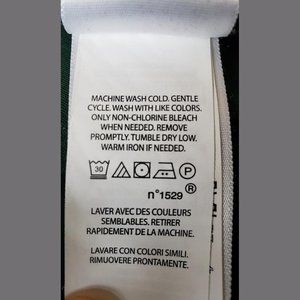 MACHINE WASH COLD. GENTLE
CYCLE. WASH WITH LIKE COLORS.
ONLY NON-CHLORINE BLEACH
WHEN NEEDED. REMOVE
PROMPTLY. TUMBLE DRY LOW.
WARM IRON IF NEEDED.
30 P
n°1529 ®
LAVER AVEC DES COULEURS
SEMBLABLES. RETIRER
RAPIDEMENT DE LA MACHINE.
LAVARE CON COLORI SIMILI.
RIMUOVERE PRONTAMENTE.